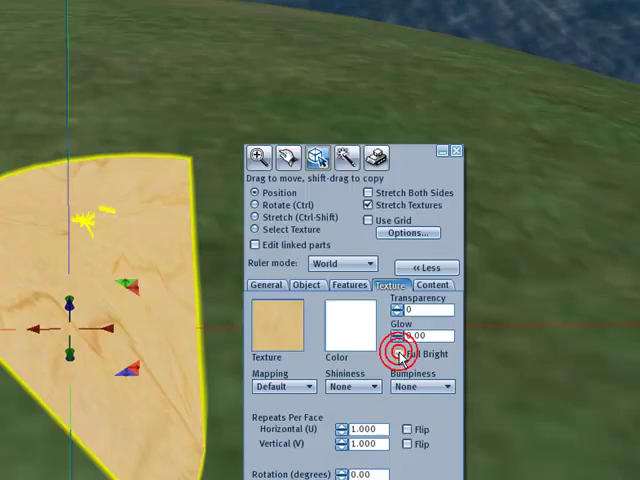 Drag to move, shift-drag to copy
Position
Stretch Both Sides
Rotate (Ctrl)
Stretch Textures
Stretch (Ctrl-Shift)
Use Grid
Select Texture
Options...
Edit linked parts
Ruler mode: World
<< Less
General Object Features Texture Content
Transparency
0
Glow
0.00
Full Bright
Texture
Color
Mapping Shininess Bumpiness
Default None None
Repeats Per Face
Horizontal (U) 1.000 Flip
Vertical (V) 1.000 Flip
Rotation (degrees) 0.00